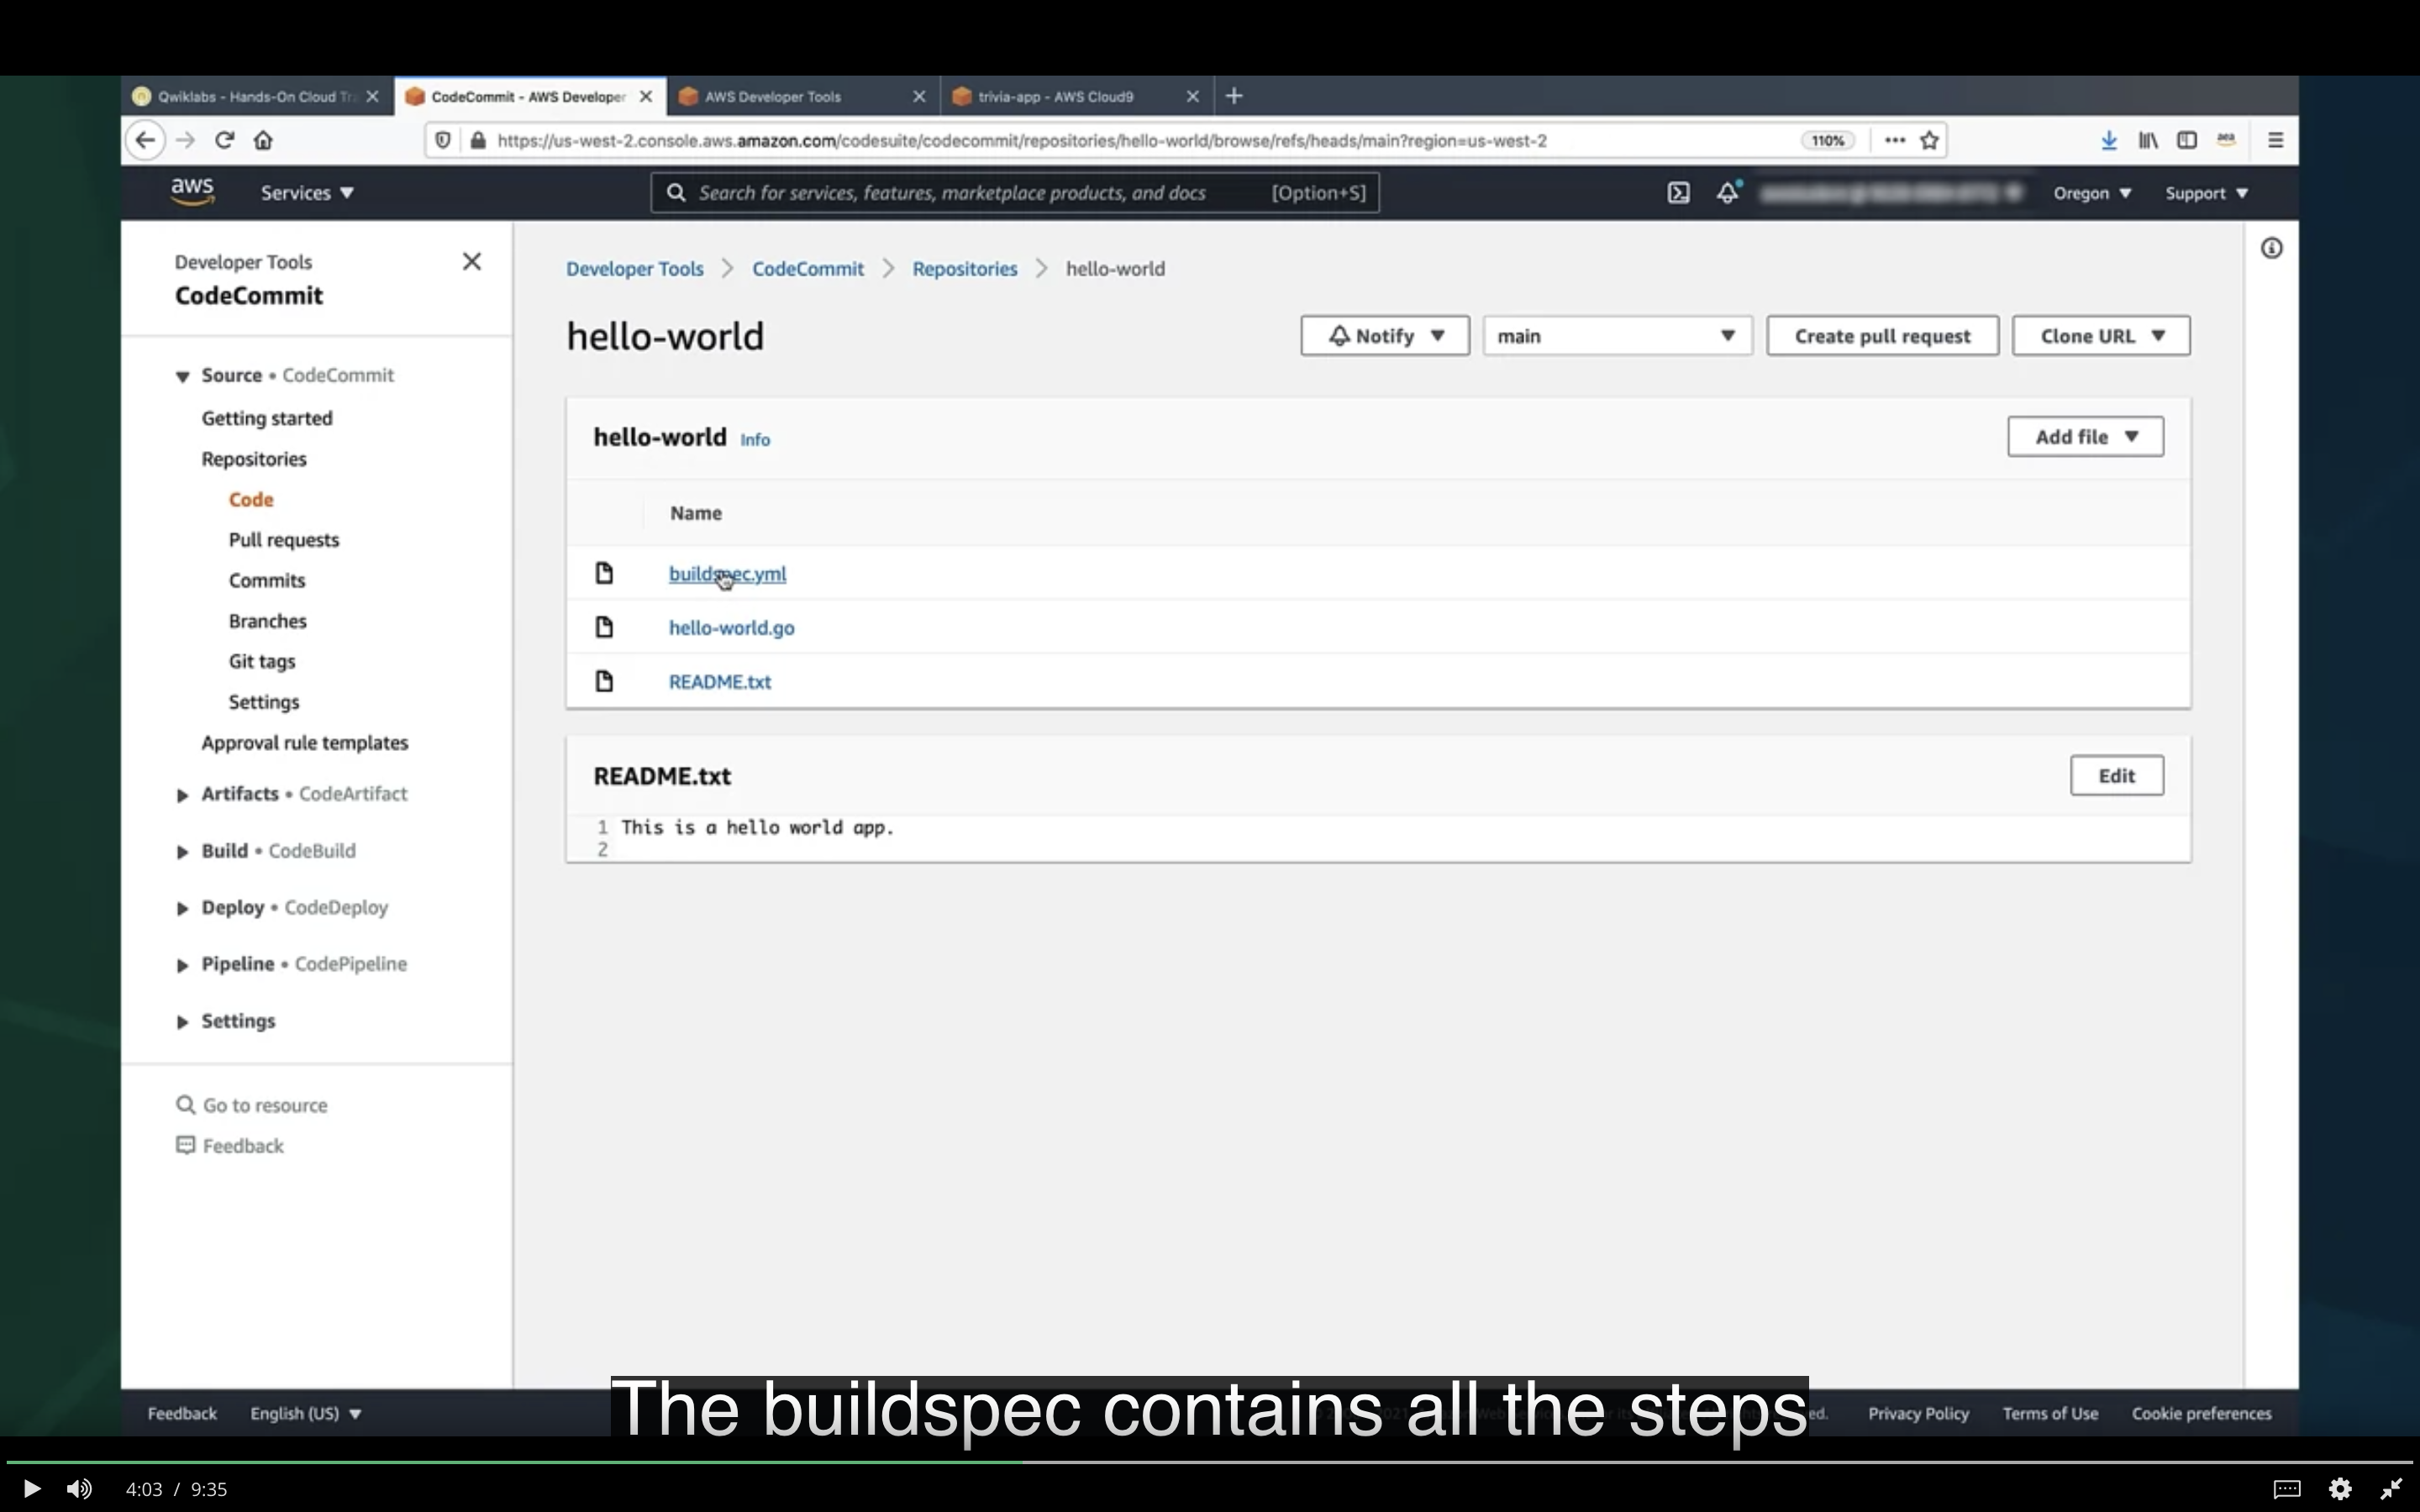 Qwiklabs - Hands-On Cloud Tra
CodeCommit - AWS Developer
AWS Developer Tools
trivia-app - AWS Cloud9
https://us-west-2.console.aws.amazon.com/codesuite/codecommit/repositories/hello-world/browse/refs/heads/main?region=us-west-2
110%
aws
Services
Search for services, features, marketplace products, and docs [Option+S]
Oregon
Support
Developer Tools
CodeCommit
Source • CodeCommit
Getting started
Repositories
Code
Pull requests
Commits
Branches
Git tags
Settings
Approval rule templates
Artifacts • CodeArtifact
Build • CodeBuild
Deploy • CodeDeploy
Pipeline • CodePipeline
Settings
Go to resource
Feedback
Developer Tools > CodeCommit > Repositories > hello-world
hello-world
Notify
main
Create pull request
Clone URL
hello-world Info
Add file
Name
buildspec.yml
hello-world.go
README.txt
README.txt
Edit
1 This is a hello world app.
2
Feedback
English (US)
The buildspec contains all the steps
Privacy Policy
Terms of Use
Cookie preferences
4:03 / 9:35